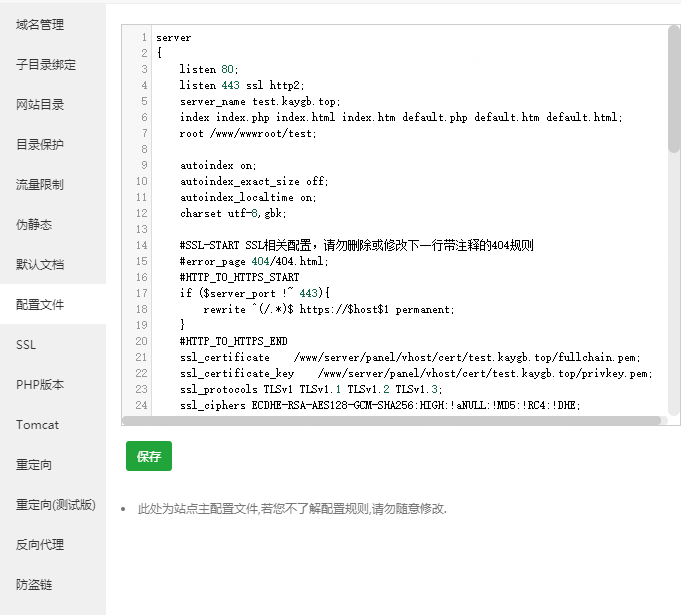 域名管理
子目录绑定
网站目录
目录保护
流量限制
伪静态
默认文档
配置文件
SSL
PHP版本
Tomcat
重定向
重定向(测试版)
反向代理
防盗链
1 server
2 {
3 listen 80;
4 listen 443 ssl http2;
5 server_name test.kaygb.top;
6 index index.php index.html index.htm default.php default.htm default.html;
7 root /www/wwwroot/test;
8
9 autoindex on;
10 autoindex_exact_size off;
11 autoindex_localtime on;
12 charset utf-8,gbk;
13
14 #SSL-START SSL相关配置，请勿删除或修改下一行带注释的404规则
15 #error_page 404/404.html;
16 #HTTP_TO_HTTPS_START
17 if ($server_port !~ 443){
18 rewrite ^(/.*)$ https://$host$1 permanent;
19 }
20 #HTTP_TO_HTTPS_END
21 ssl_certificate /www/server/panel/vhost/cert/test.kaygb.top/fullchain.pem;
22 ssl_certificate_key /www/server/panel/vhost/cert/test.kaygb.top/privkey.pem;
23 ssl_protocols TLSv1 TLSv1.1 TLSv1.2 TLSv1.3;
24 ssl_ciphers ECDHE-RSA-AES128-GCM-SHA256:HIGH:!aNULL:!MD5:!RC4:!DHE;
保存
• 此处为站点主配置文件,若您不了解配置规则,请勿随意修改.